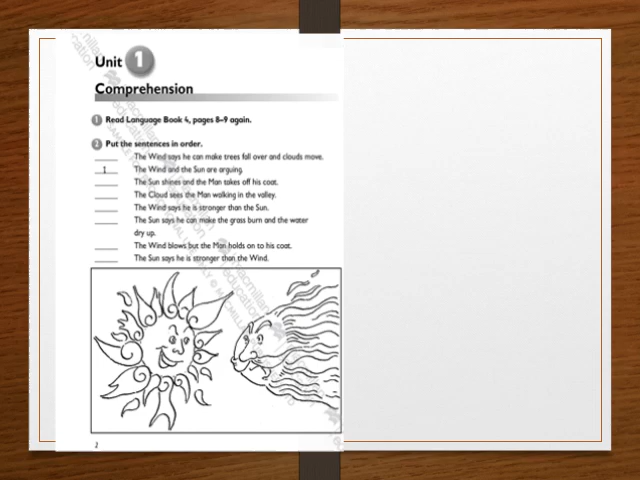 Unit 1
Comprehension
1 Read Language Book 4, pages 8–9 again.
2 Put the sentences in order.
The Wind says he can make trees fall over and clouds move.
1 The Wind and the Sun are arguing.
The Sun shines and the Man takes off his coat.
The Cloud sees the Man walking in the valley.
The Wind says he is stronger than the Sun.
The Sun says he can make the grass burn and the water
dry up.
The Wind blows but the Man holds on to his coat.
The Sun says he is stronger than the Wind.
2